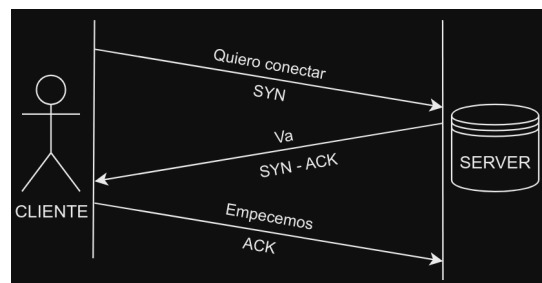 Quiero conectar
SYN
Va
SYN - ACK
SERVER
CLIENTE
Empecemos
ACK